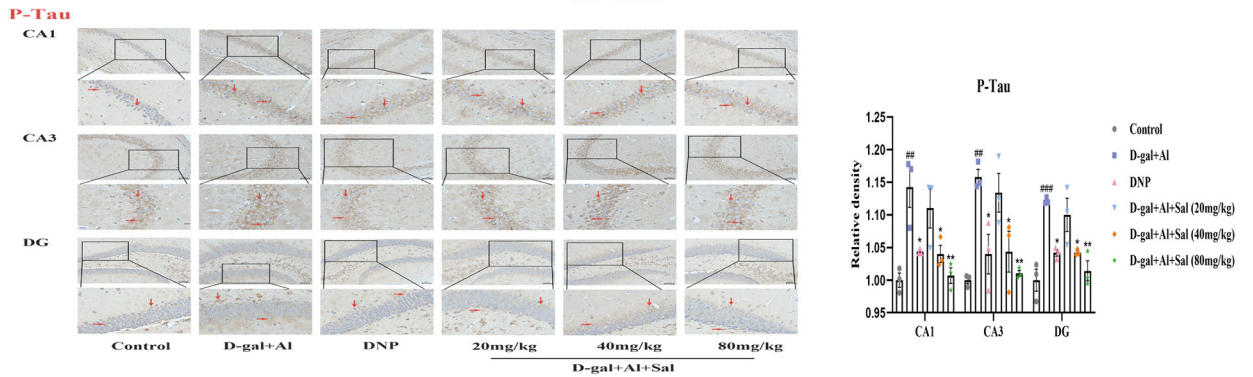 P-Tau
CA1
CA3
DG
Control D-gal+Al DNP 20mg/kg 40mg/kg 80mg/kg
D-gal+Al+Sal
P-Tau
Relative density
1.25
1.20
1.15
1.10
1.05
1.00
0.95
## * * **
## * * **
### * * **
CA1 CA3 DG
Control
D-gal+Al
DNP
D-gal+Al+Sal (20mg/kg)
D-gal+Al+Sal (40mg/kg)
D-gal+Al+Sal (80mg/kg)